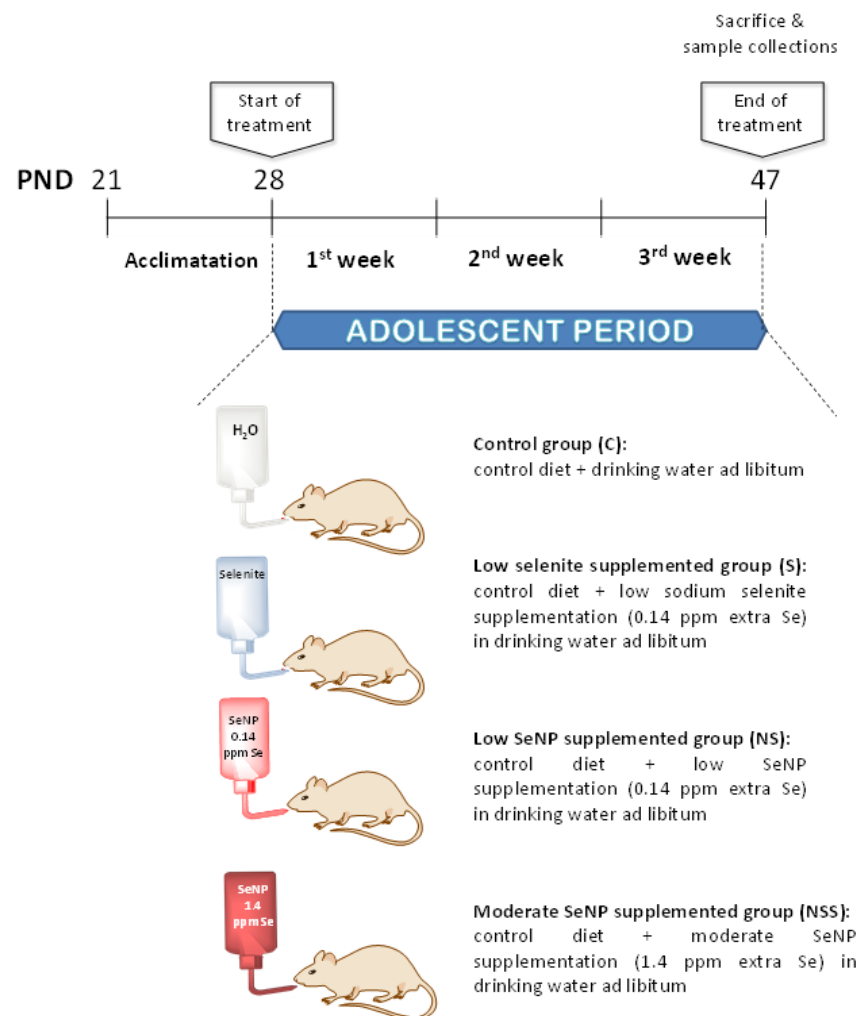 Sacrifice &
sample collections
Start of
treatment
End of
treatment
PND 21 28 47
Acclimatation 1st week 2nd week 3rd week
ADOLESCENT PERIOD
H₂O
Control group (C):
control diet + drinking water ad libitum
Selenite
Low selenite supplemented group (S):
control diet + low sodium selenite
supplementation (0.14 ppm extra Se)
in drinking water ad libitum
SeNP
0.14
ppm Se
Low SeNP supplemented group (NS):
control diet + low SeNP
supplementation (0.14 ppm extra Se)
in drinking water ad libitum
SeNP
1.4
ppm Se
Moderate SeNP supplemented group (NSS):
control diet + moderate SeNP
supplementation (1.4 ppm extra Se) in
drinking water ad libitum